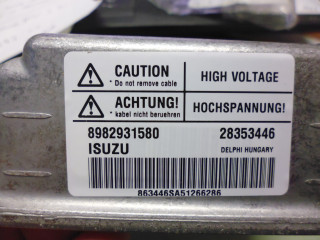 CAUTION
* Do not remove cable
HIGH VOLTAGE
ACHTUNG!
* kabel nicht beruehren
HOCHSPANNUNG!
8982931580 28353446
ISUZU DELPHI HUNGARY
863446SA51266286